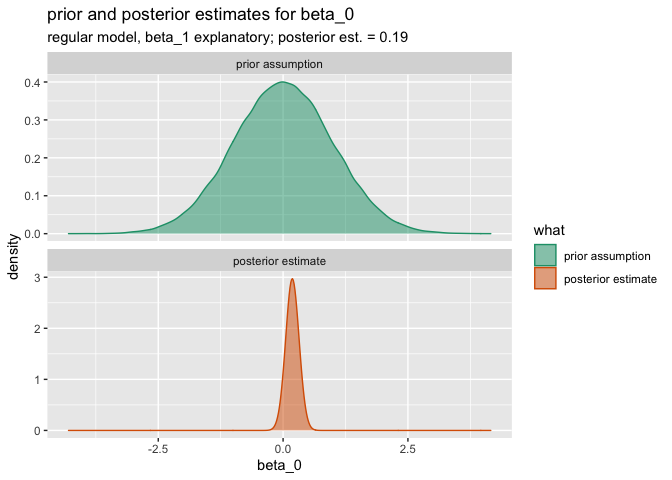 prior and posterior estimates for beta_0
regular model, beta_1 explanatory; posterior est. = 0.19
prior assumption
0.4
0.3
0.2
0.1
0.0
posterior estimate
3
2
1
0
-2.5
0.0
2.5
beta_0
density
what
prior assumption
posterior estimate